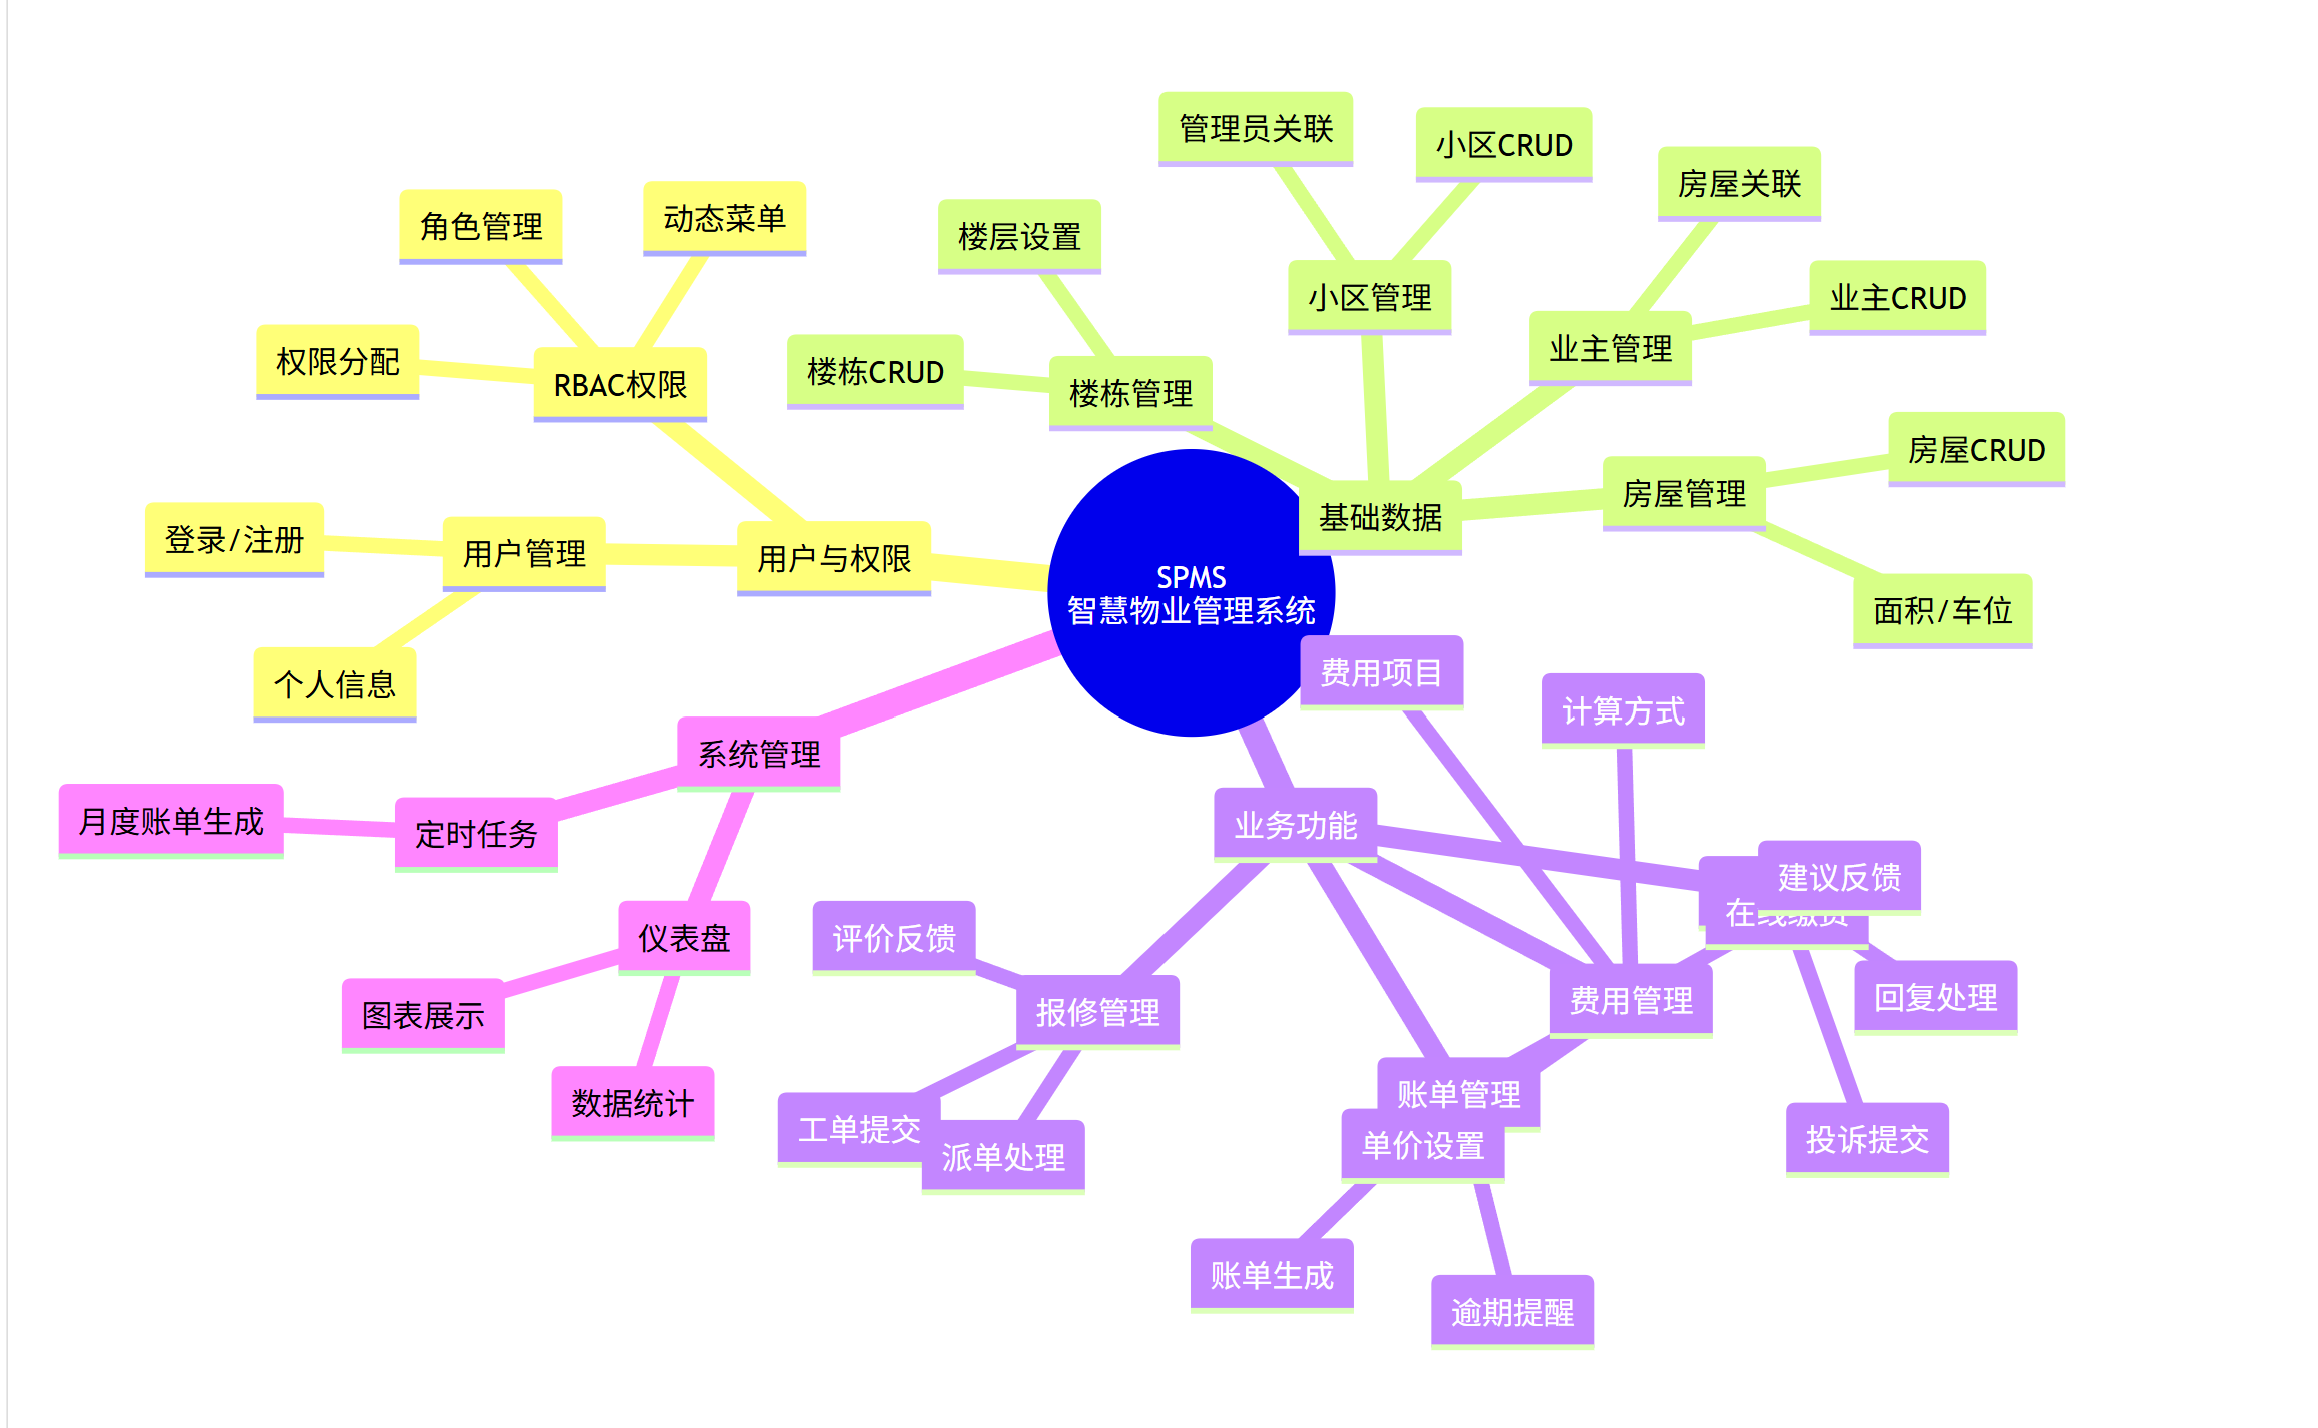 SPMS
智慧物业管理系统
用户与权限
RBAC权限
角色管理
动态菜单
权限分配
用户管理
登录/注册
个人信息
基础数据
小区管理
管理员关联
小区CRUD
楼栋管理
楼层设置
楼栋CRUD
业主管理
房屋关联
业主CRUD
房屋管理
房屋CRUD
面积/车位
业务功能
费用管理
费用项目
计算方式
单价设置
账单管理
账单生成
逾期提醒
在线缴费
报修管理
评价反馈
工单提交
派单处理
建议反馈
回复处理
投诉提交
系统管理
定时任务
月度账单生成
仪表盘
图表展示
数据统计